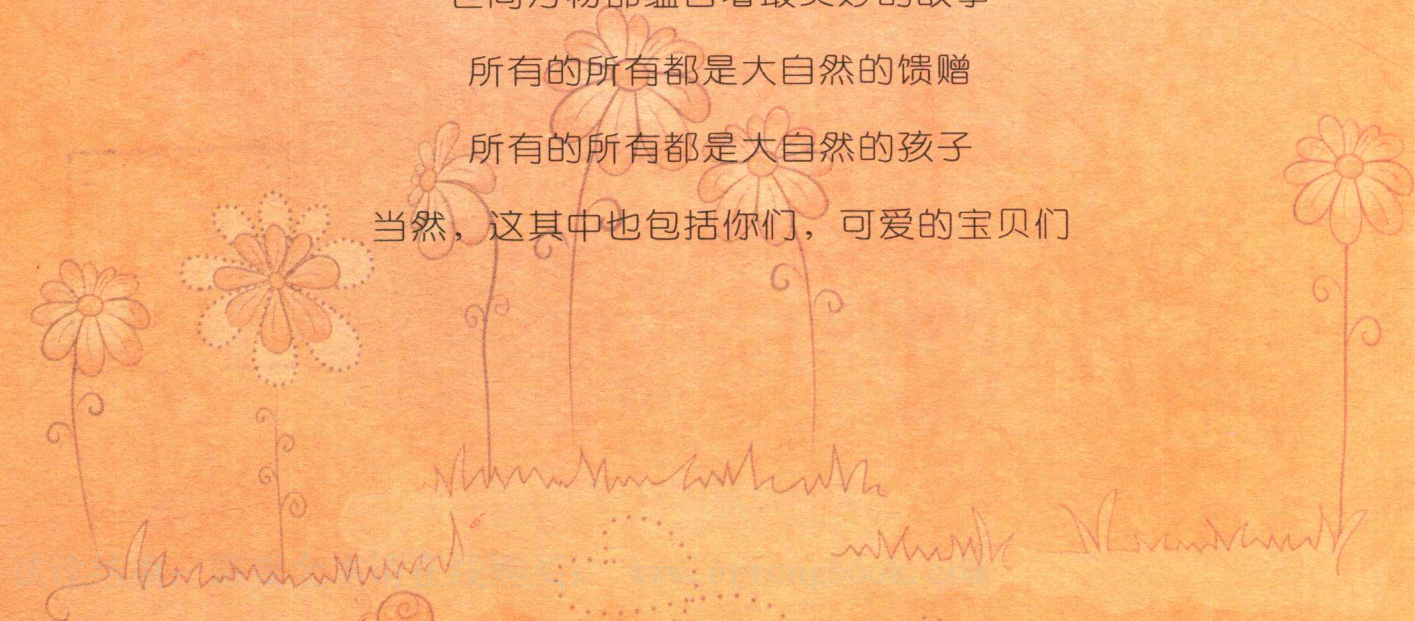 所有的所有都是大自然的馈赠
所有的所有都是大自然的孩子
当然，这其中也包括你们，可爱的宝贝们